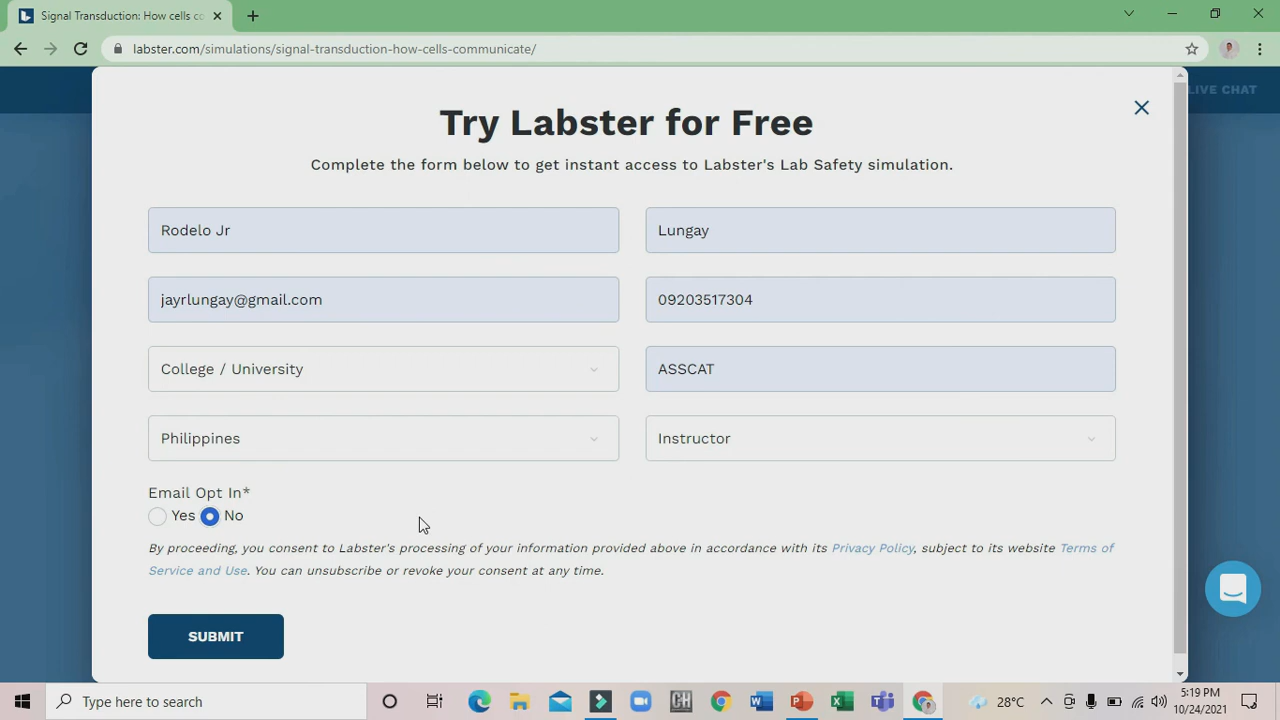 Signal Transduction: How cells co
labster.com/simulations/signal-transduction-how-cells-communicate/
LIVE CHAT
Try Labster for Free
Complete the form below to get instant access to Labster's Lab Safety simulation.
Rodelo Jr
Lungay
jayrlungay@gmail.com
09203517304
College / University
ASSCAT
Philippines
Instructor
Email Opt In*
Yes No
By proceeding, you consent to Labster's processing of your information provided above in accordance with its Privacy Policy, subject to its website Terms of
Service and Use. You can unsubscribe or revoke your consent at any time.
SUBMIT
Type here to search
CH
28°C
5:19 PM
10/24/2021